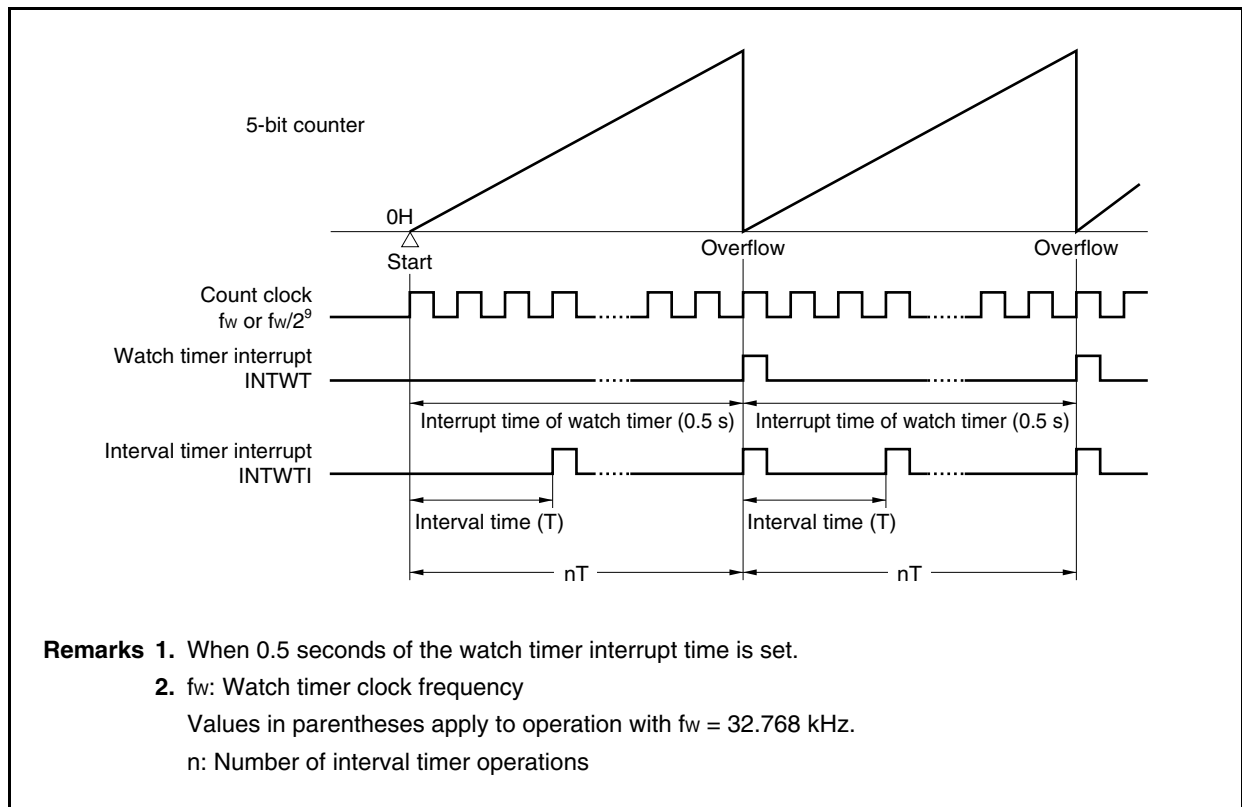 5-bit counter
0H
Start
Overflow
Overflow
Count clock
fw or fw/2⁹
Watch timer interrupt
INTWT
Interrupt time of watch timer (0.5 s)
Interrupt time of watch timer (0.5 s)
Interval timer interrupt
INTWTI
Interval time (T)
Interval time (T)
nT
nT
Remarks 1. When 0.5 seconds of the watch timer interrupt time is set.
2. fw: Watch timer clock frequency
Values in parentheses apply to operation with fw = 32.768 kHz.
n: Number of interval timer operations